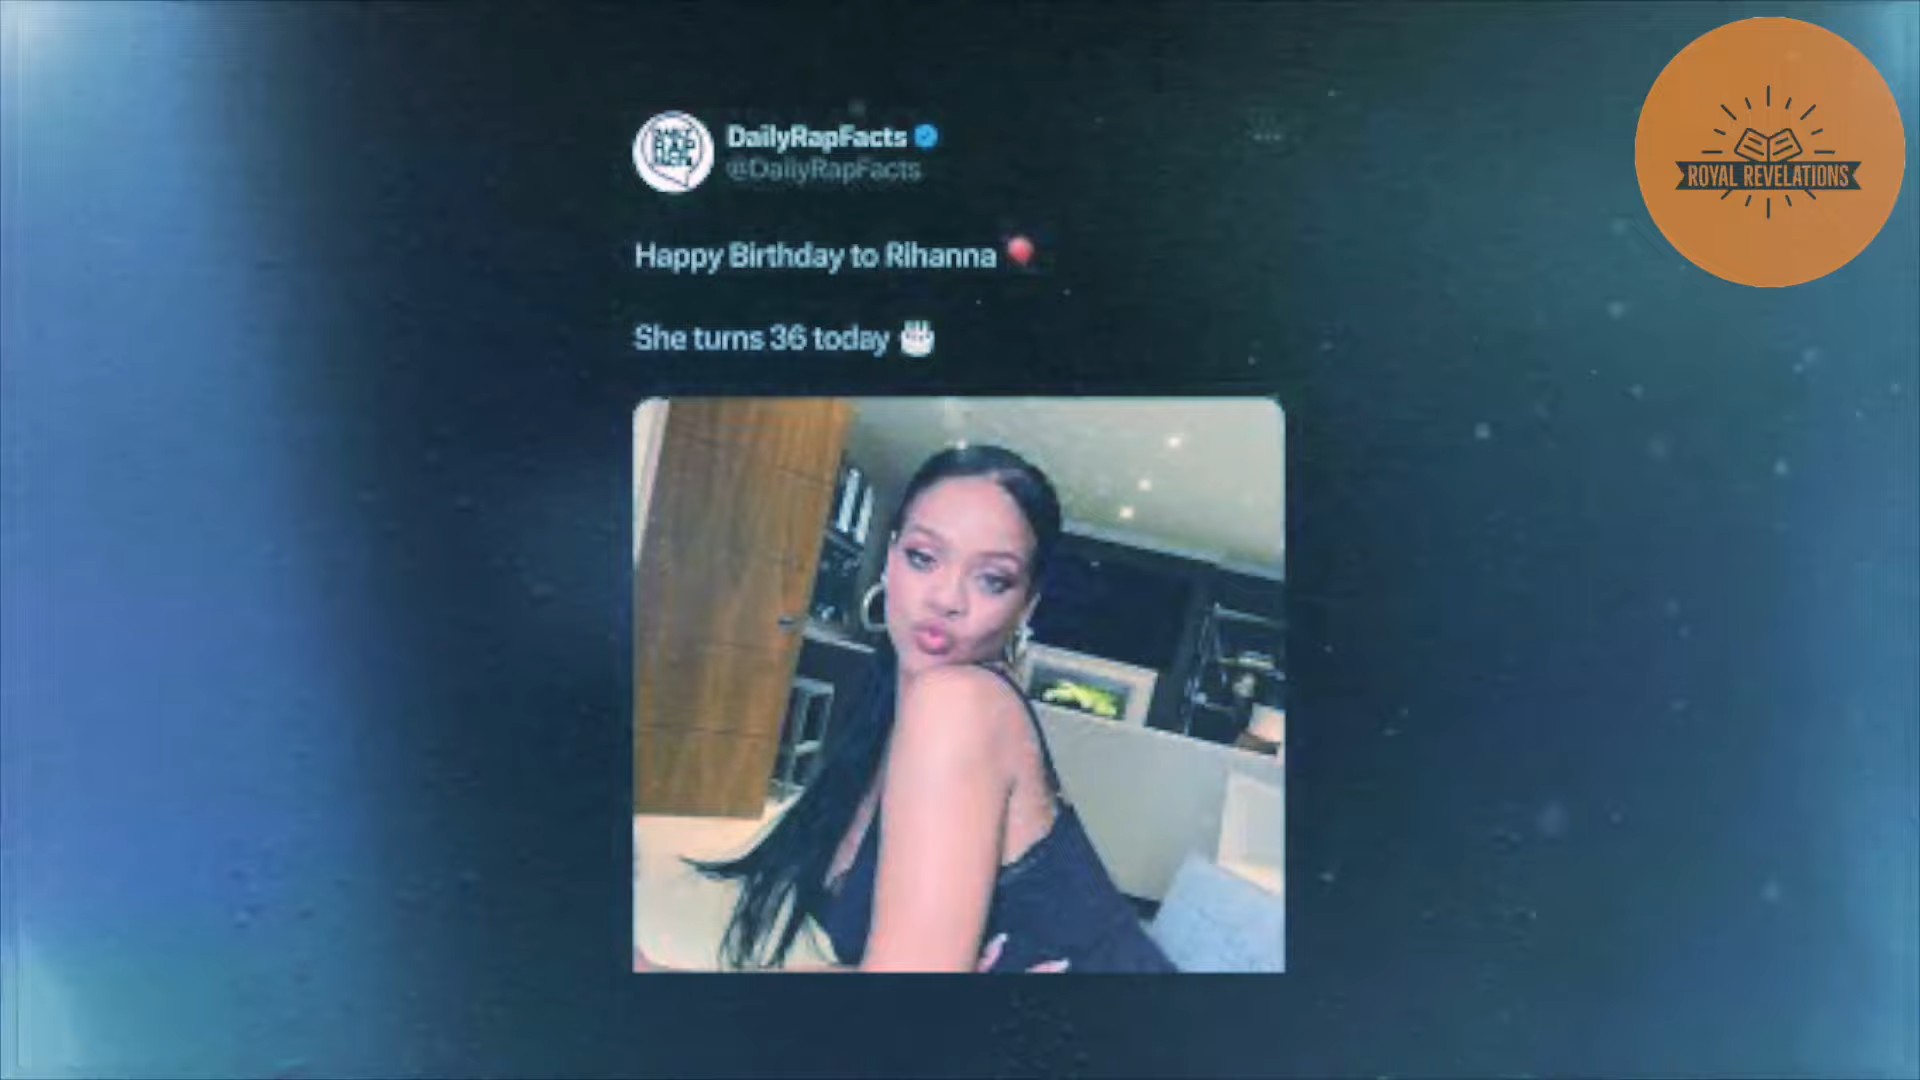 DailyRapFacts
@DailyRapFacts
Happy Birthday to Rihanna 🎈
She turns 36 today 🎂
ROYAL REVELATIONS